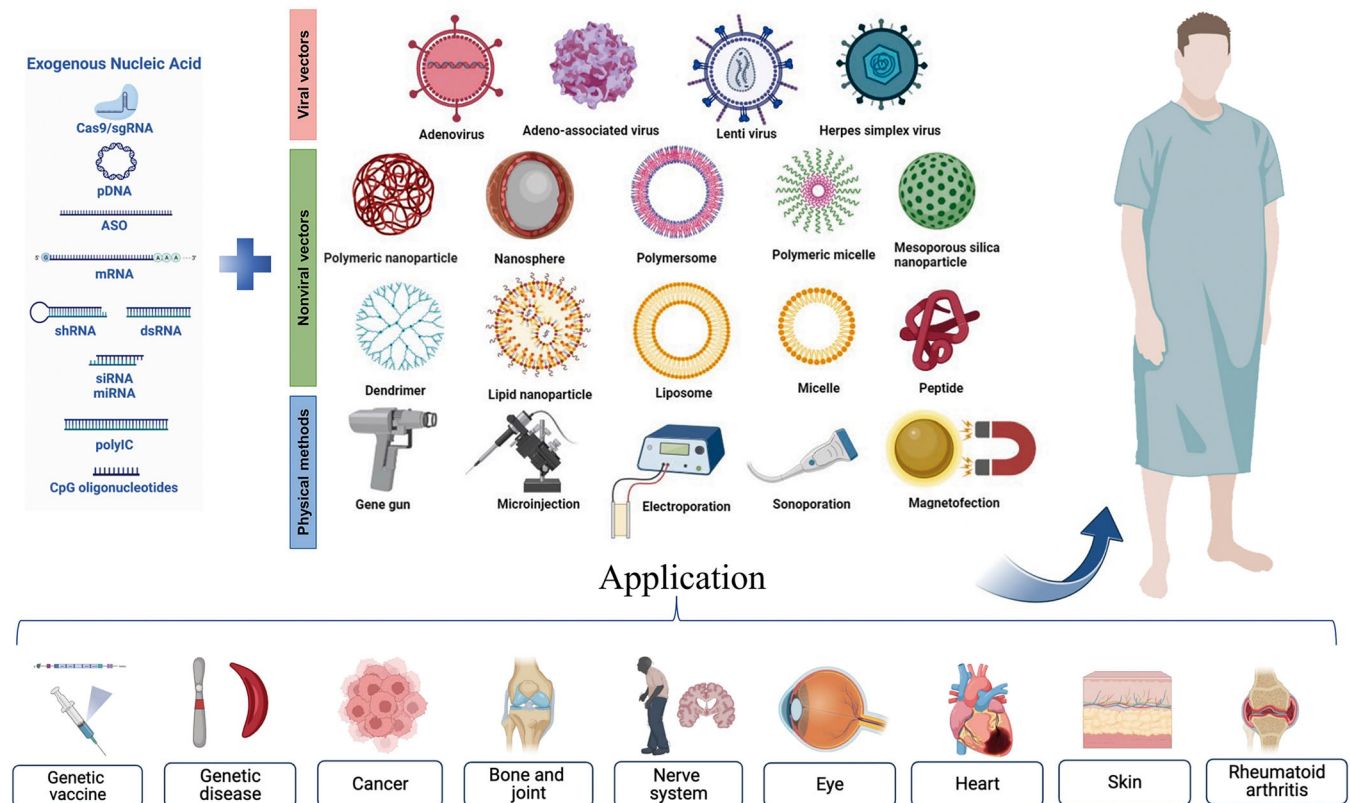 Exogenous Nucleic Acid
Cas9/sgRNA
pDNA
ASO
5' G A A A ---3'
mRNA
shRNA dsRNA
siRNA
miRNA
polyIC
CpG oligonucleotides
Viral vectors
Adenovirus Adeno-associated virus Lenti virus Herpes simplex virus
Nonviral vectors
Polymeric nanoparticle Nanosphere Polymersome Polymeric micelle Mesoporous silica
nanoparticle
Dendrimer Lipid nanoparticle Liposome Micelle Peptide
Physical methods
Gene gun Microinjection Electroporation Sonoporation Magnetofection
Application
Genetic
vaccine
Genetic
disease
Cancer
Bone and
joint
Nerve
system
Eye
Heart
Skin
Rheumatoid
arthritis